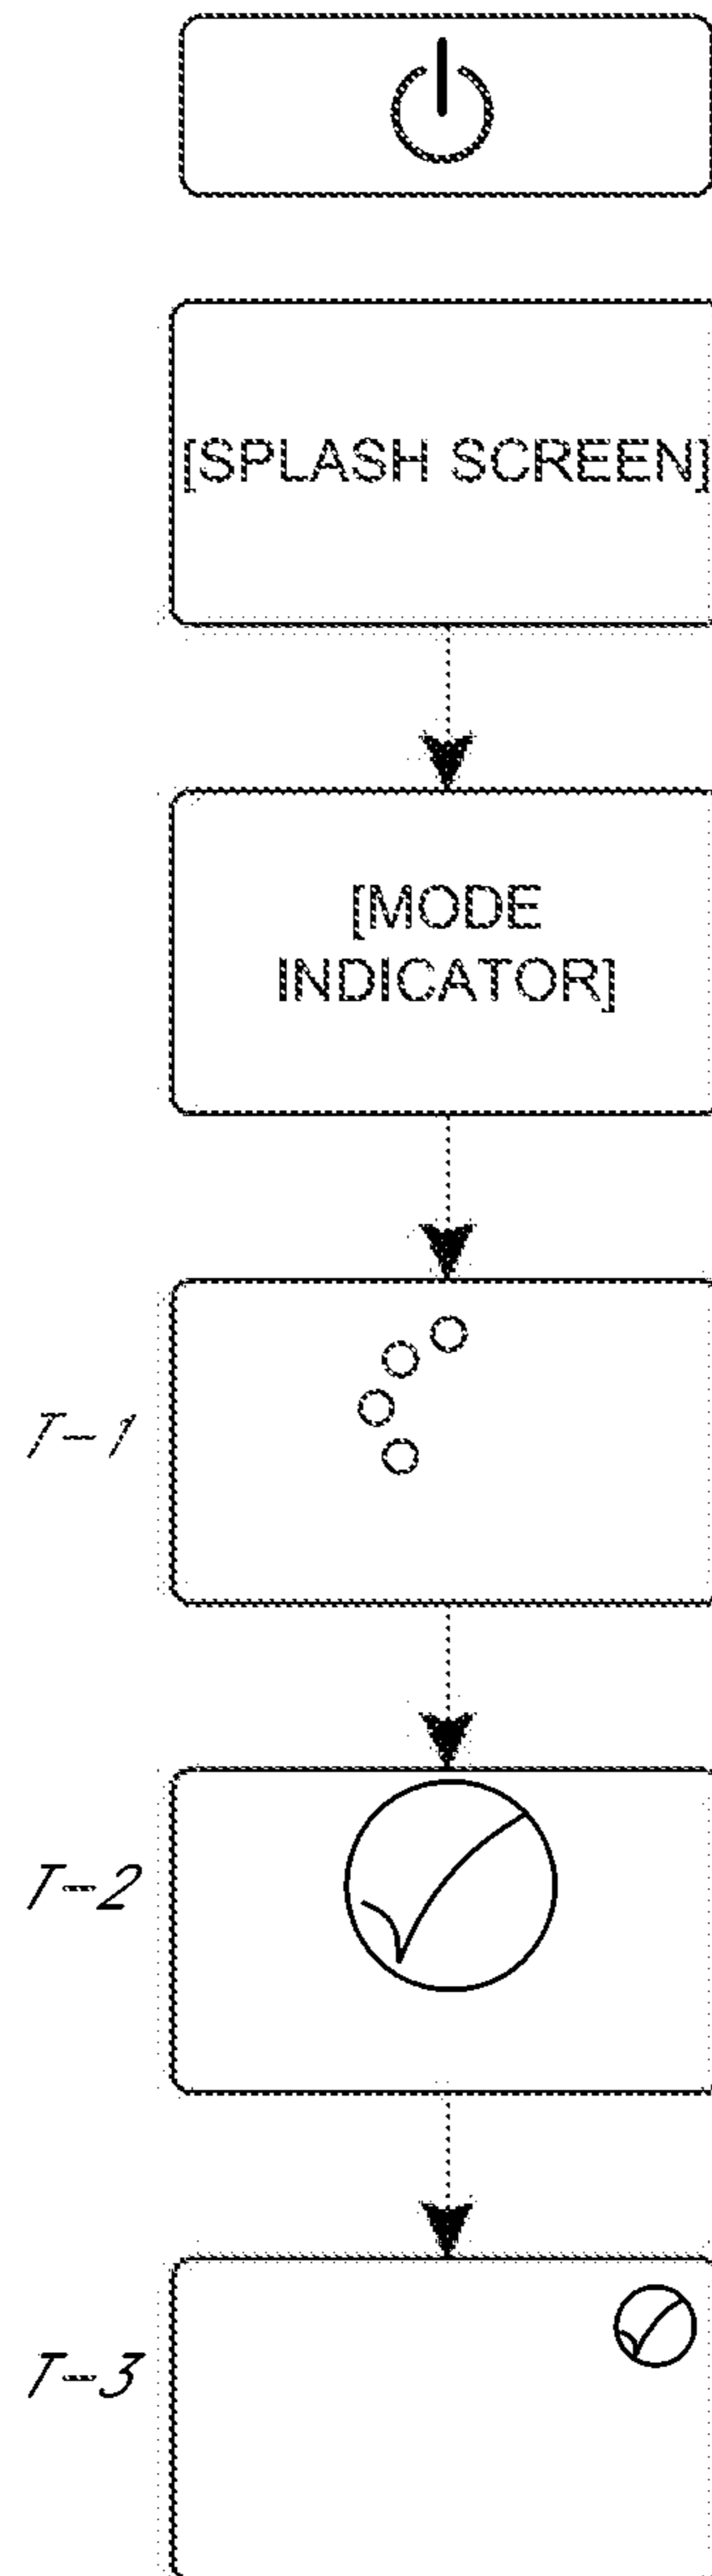 [SPLASH SCREEN]
[MODE
INDICATOR]
T-1
T-2
T-3